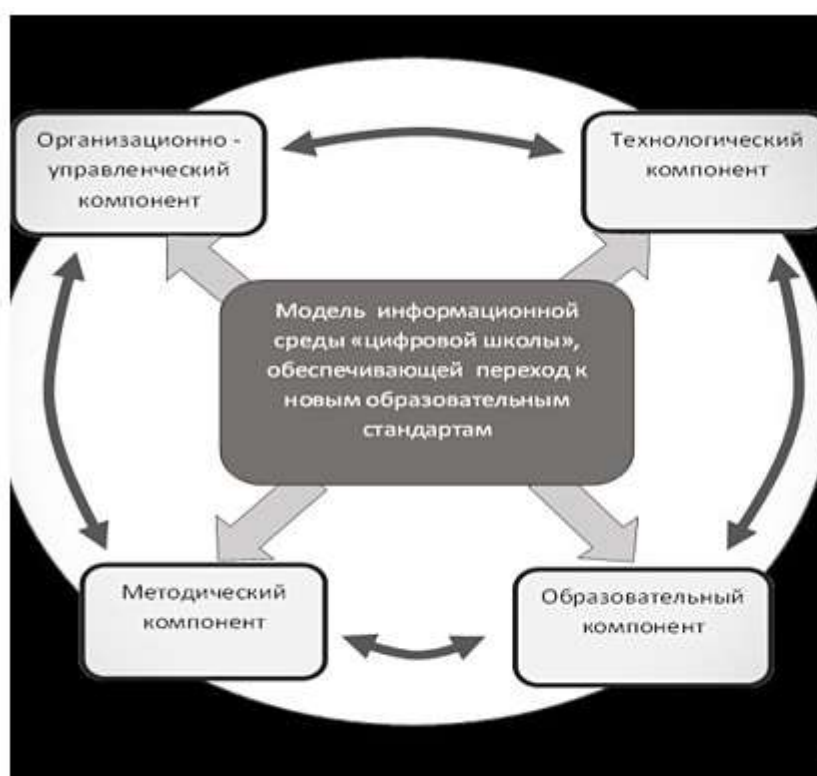 Организационно -
управленческий
компонент
Технологический
компонент
Модель информационной
среды «цифровой школы»,
обеспечивающей переход к
новым образовательным
стандартам
Методический
компонент
Образовательный
компонент